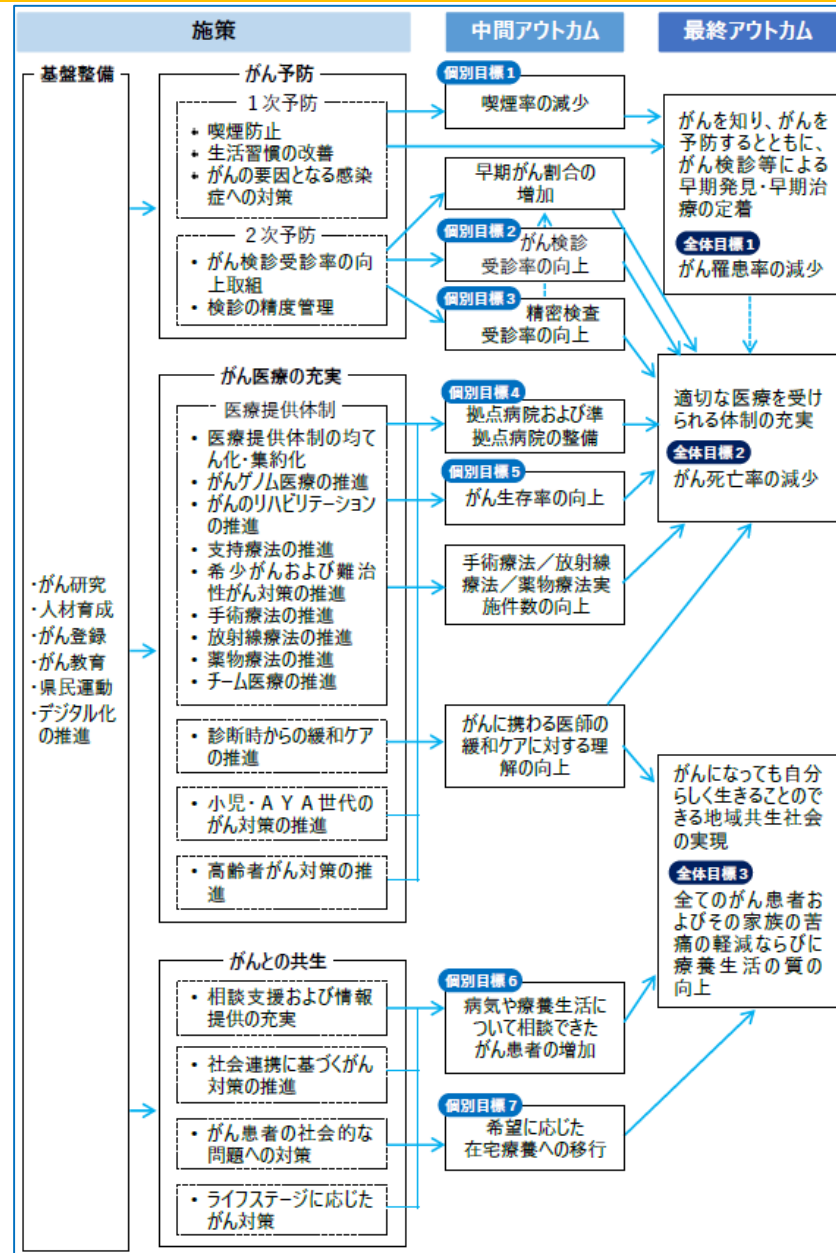 施策
中間アウトカム
最終アウトカム
基盤整備
・がん研究
・人材育成
・がん登録
・がん教育
・県民運動
・デジタル化
の推進
がん予防
1次予防
喫煙防止
生活習慣の改善
がんの要因となる感染
症への対策
2次予防
• がん検診受診率の向
上取組
• 検診の精度管理
がん医療の充実
医療提供体制
• 医療提供体制の均て
ん化・集約化
• がんゲノム医療の推進
• がんのリハビリテーション
の推進
• 支持療法の推進
• 希少がんおよび難治
性がん対策の推進
• 手術療法の推進
• 放射線療法の推進
• 薬物療法の推進
• チーム医療の推進
• 診断時からの緩和ケア
の推進
• 小児・AYA世代の
がん対策の推進
• 高齢者がん対策の推
進
がんとの共生
• 相談支援および情報
提供の充実
• 社会連携に基づくがん
対策の推進
• がん患者の社会的な
問題への対策
• ライフステージに応じた
がん対策
個別目標1
喫煙率の減少
早期がん割合の
増加
個別目標2
がん検診
受診率の向上
個別目標3
精密検査
受診率の向上
個別目標4
拠点病院および準
拠点病院の整備
個別目標5
がん生存率の向上
手術療法／放射線
療法／薬物療法実
施件数の向上
がんに携わる医師の
緩和ケアに対する理
解の向上
個別目標6
病気や療養生活に
ついて相談できた
がん患者の増加
個別目標7
希望に応じた
在宅療養への移行
がんを知り、がんを
予防するとともに、
がん検診等による
早期発見・早期治
療の定着
全体目標1
がん罹患率の減少
適切な医療を受け
られる体制の充実
全体目標2
がん死亡率の減少
がんになっても自分
らしく生きることので
きる地域共生社会
の実現
全体目標3
全てのがん患者お
よびその家族の苦
痛の軽減ならびに
療養生活の質の
向上